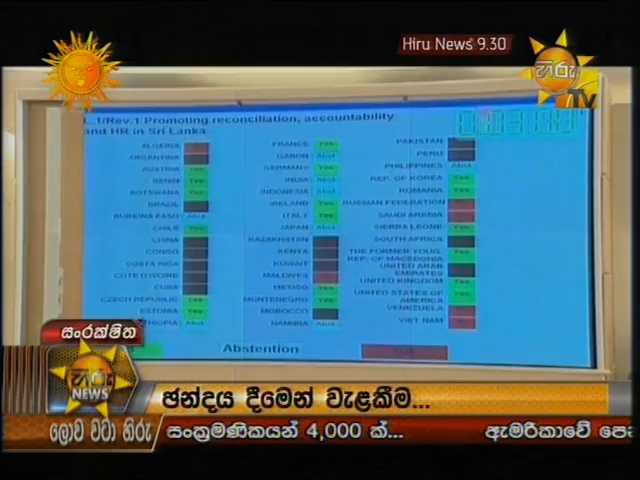 Hiru News 9.30
හිරු TV
L.1/Rev.1 Promoting reconciliation, accountability
and HR in Sri Lanka
0:03:00
ALGERIA
ARGENTINA
AUSTRIA Yes
BENIN Yes
BOTSWANA Yes
BRAZIL
BURKINA FASO Abst
CHILE Yes
CHINA
CONGO
COSTA RICA
COTE D'IVOIRE
CUBA
CZECH REPUBLIC Yes
ESTONIA Yes
ETHIOPIA Abst
FRANCE Yes
GABON Abst
GERMANY Yes
INDIA Abst
INDONESIA Abst
IRELAND Yes
ITALY Yes
JAPAN Abst
KAZAKHSTAN
KENYA
KUWAIT
MALDIVES
MEXICO Yes
MONTENEGRO Yes
MOROCCO
NAMIBIA Abst
PAKISTAN
PERU
PHILIPPINES Abst
REP. OF KOREA Yes
ROMANIA Yes
RUSSIAN FEDERATION
SAUDI ARABIA
SIERRA LEONE Yes
SOUTH AFRICA
THE FORMER YOUG. Yes
REP. OF MACEDONIA
UNITED ARAB
EMIRATES
UNITED KINGDOM Yes
UNITED STATES OF Yes
AMERICA
VENEZUELA
VIET NAM
Abstention
සංරක්ෂිත
හිරු
NEWS
ඡන්දය දීමෙන් වැළකීම...
ලොව වටා හිරු
සංක්‍රමණිකයන් 4,000 ක්... ඇමරිකාවේ